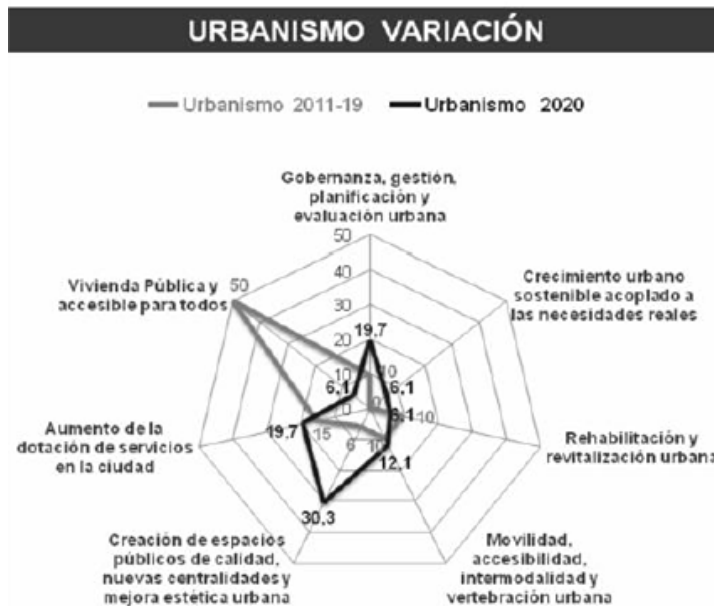 URBANISMO VARIACIÓN
Urbanismo 2011-19
Urbanismo 2020
Gobernanza, gestión,
planificación y
evaluación urbana
50
40
30
20
10
0
Crecimiento urbano
sostenible acoplado a
las necesidades reales
Rehabilitación y
revitalización urbana
Movilidad,
accesibilidad,
intermodalidad y
vertebración urbana
Creación de espacios
públicos de calidad,
nuevas centralidades y
mejora estética urbana
Aumento de la
dotación de servicios
en la ciudad
Vivienda Pública y
accesible para todos
50
19,7
10
6,1
6,1
0
6,1
10
19,7
15
6
10
12,1
30,3